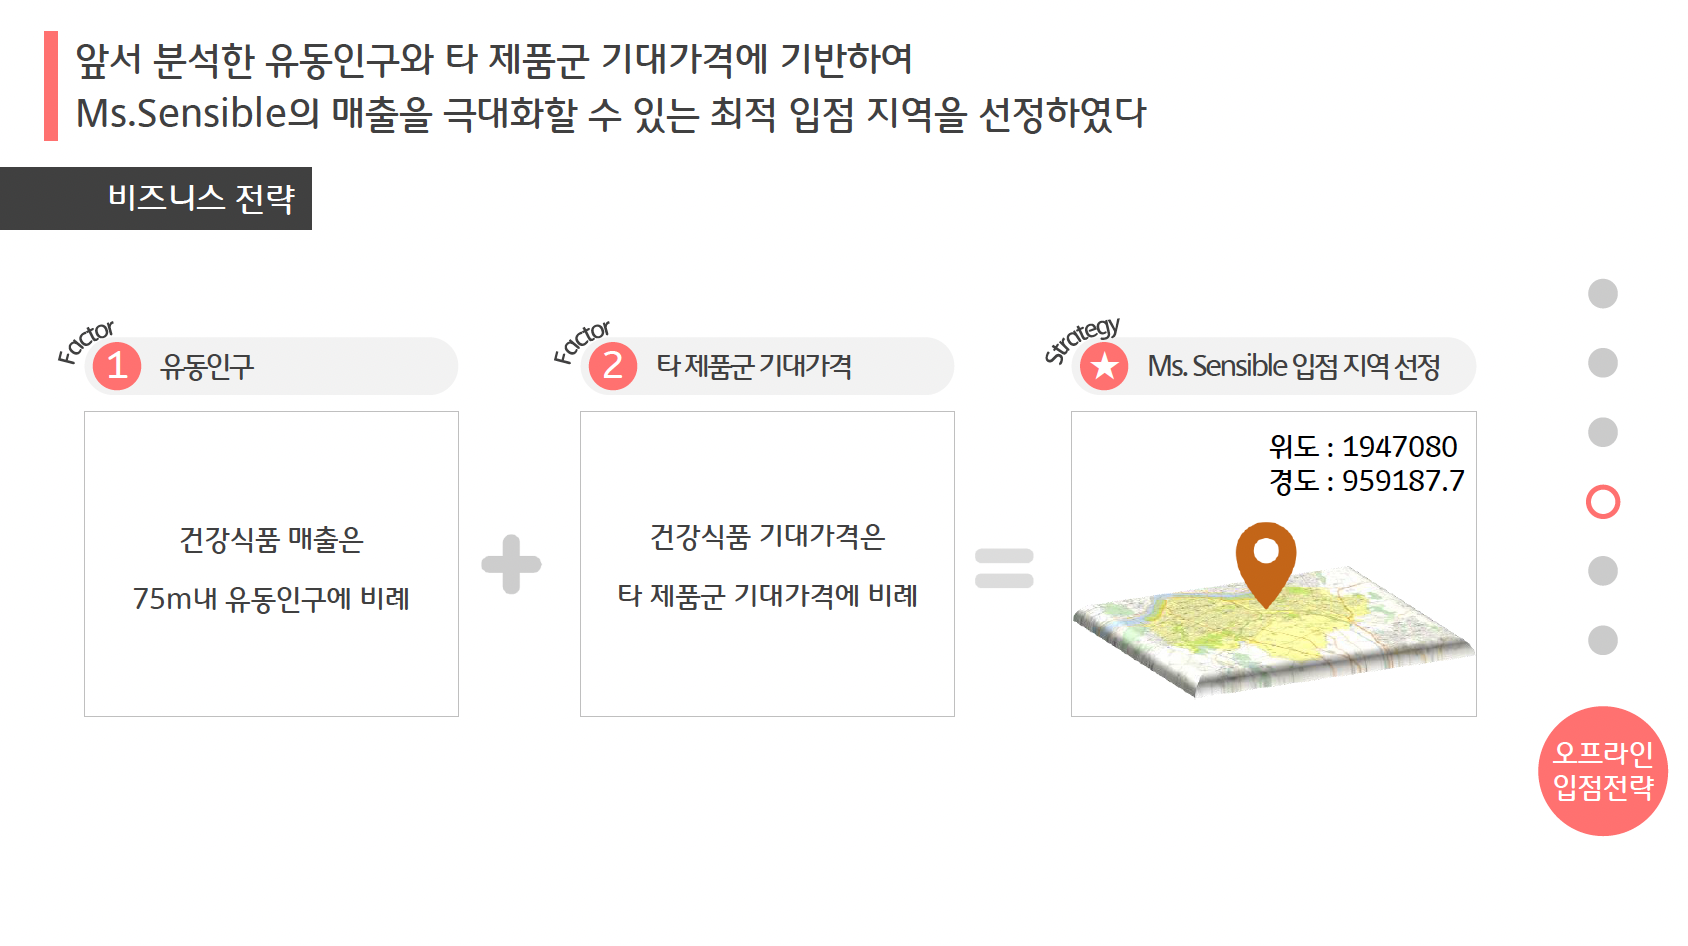 앞서 분석한 유동인구와 타 제품군 기대가격에 기반하여
Ms.Sensible의 매출을 극대화할 수 있는 최적 입점 지역을 선정하였다
비즈니스 전략
Factor
1 유동인구
건강식품 매출은
75m내 유동인구에 비례
Factor
2 타 제품군 기대가격
건강식품 기대가격은
타 제품군 기대가격에 비례
Strategy
Ms. Sensible 입점 지역 선정
위도 : 1947080
경도 : 959187.7
오프라인
입점전략